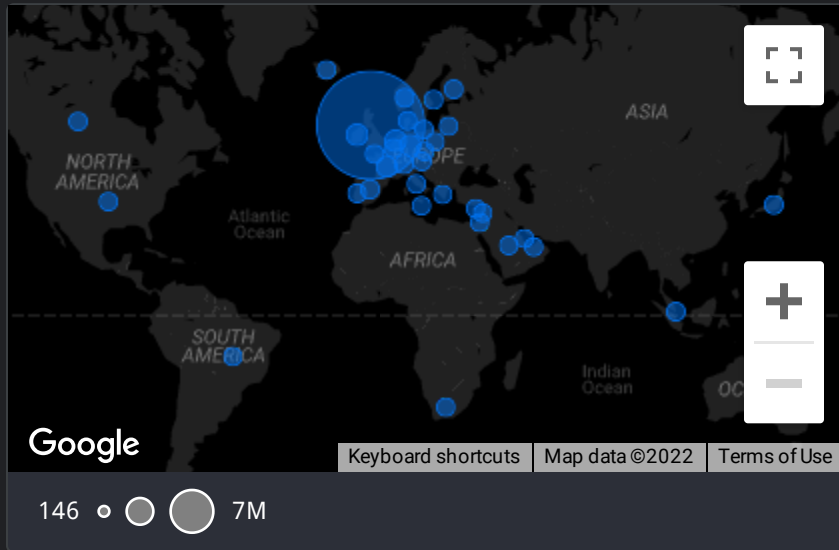 ASIA
EUROPE
NORTH
AMERICA
Atlantic
Ocean
AFRICA
SOUTH
AMERICA
Indian
Ocean
OC
Google
Keyboard shortcuts
Map data ©2022
Terms of Use
146
7M